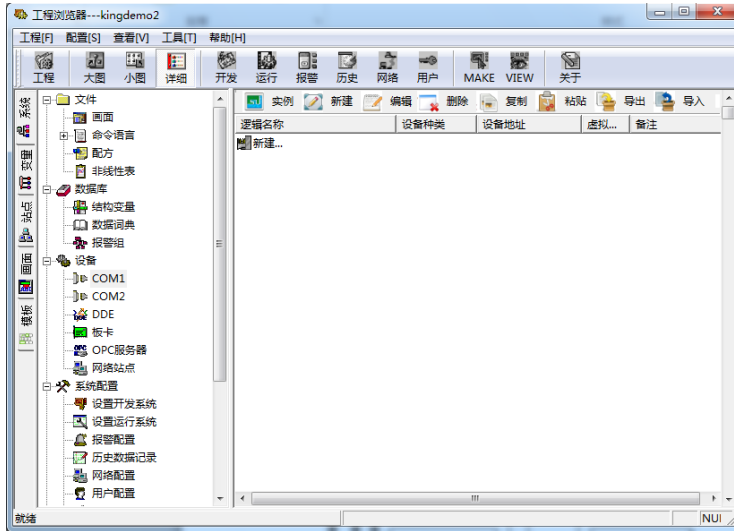 工程浏览器---kingdemo2
工程[F] 配置[S] 查看[V] 工具[T] 帮助[H]
工程 大图 小图 详细 开发 运行 报警 历史 网络 用户 MAKE VIEW 关于
系统
变量
站点
画面
模板
文件
画面
命令语言
配方
非线性表
数据库
结构变量
数据词典
报警组
设备
COM1
COM2
DDE
板卡
OPC服务器
网络站点
系统配置
设置开发系统
设置运行系统
报警配置
历史数据记录
网络配置
用户配置
实例 新建 编辑 删除 复制 粘贴 导出 导入
逻辑名称 设备种类 设备地址 虚拟... 备注
新建...
就绪 NUI